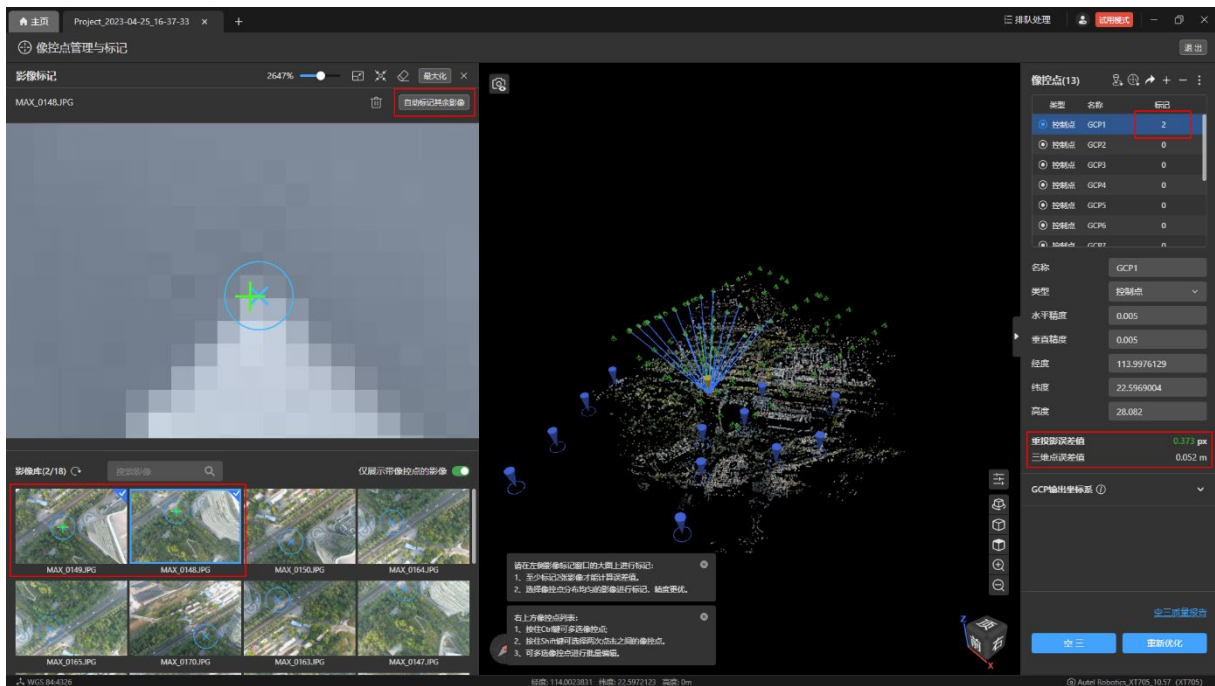 主页
Project_2023-04-25_16-37-33
排队处理
试用模式
像控点管理与标记
退出
影像标记
2647%
最大化
MAX_0148.JPG
自动标记其余影像
影像库(2/18)
搜索影像
仅展示带像控点的影像
MAX_0149.JPG
MAX_0148.JPG
MAX_0150.JPG
MAX_0164.JPG
MAX_0165.JPG
MAX_0170.JPG
MAX_0163.JPG
MAX_0147.JPG
请在左侧影像标记窗口的大图上进行标记:
1、至少标记2张影像才能计算误差值。
2、选择像控点分布均匀的影像进行标记,精度更优。
右上方像控点列表:
1、按住Ctrl键可多选像控点;
2、按住Shift键可选择两次点击之间的像控点。
3、可多选像控点进行批量编辑。
Z
X
前
右
像控点(13)
类型 名称 标记
控制点 GCP1 2
控制点 GCP2 0
控制点 GCP3 0
控制点 GCP4 0
控制点 GCP5 0
控制点 GCP6 0
控制点 GCP7 0
名称 GCP1
类型 控制点
水平精度 0.005
垂直精度 0.005
经度 113.9976129
纬度 22.5969004
高度 28.082
重投影误差值 0.373 px
三维点误差值 0.052 m
GCP输出坐标系
空三质量报告
空三
重新优化
WGS 84:4326
经度: 114.0023831 纬度: 22.5972123 高度: 0m
Autel Robotics_XT705_10.57 (XT705)